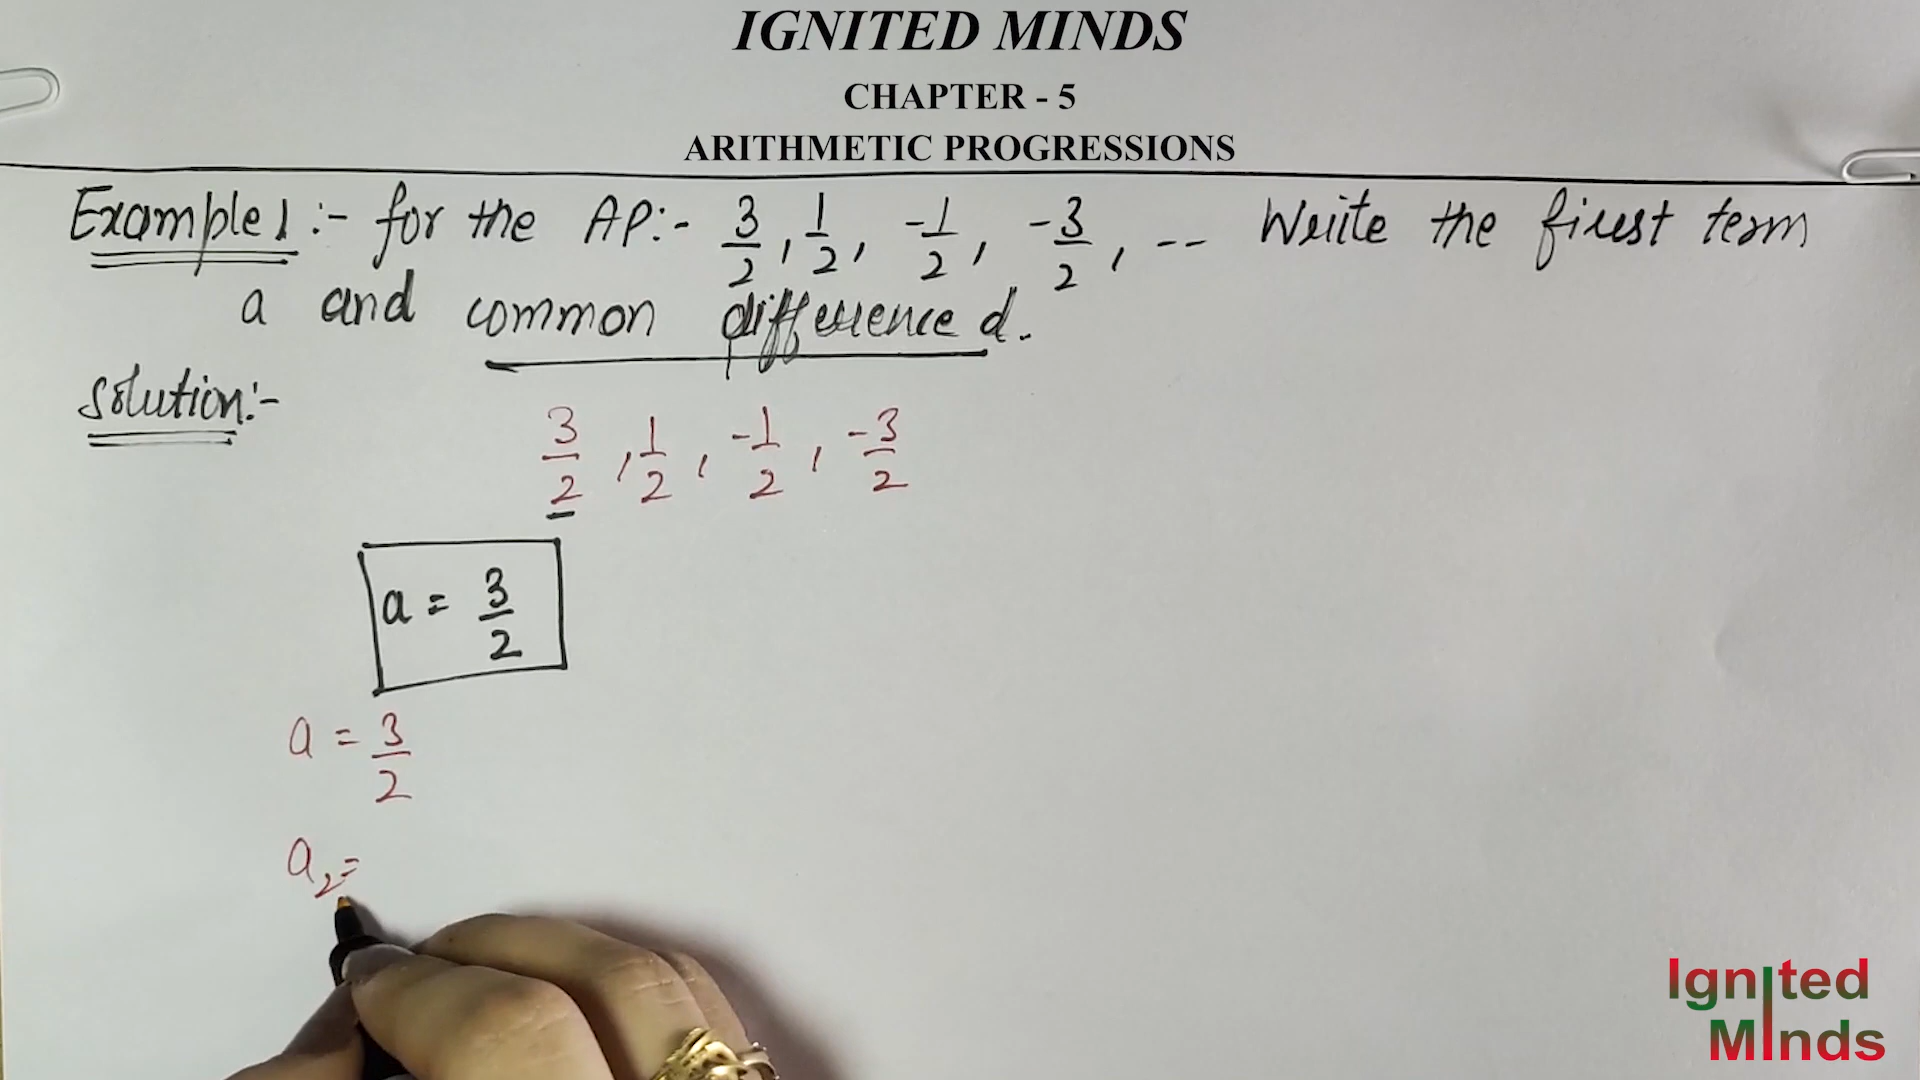 IGNITED MINDS
CHAPTER - 5
ARITHMETIC PROGRESSIONS
Example 1 :- for the AP:- 3/2, 1/2, -1/2, -3/2, -- Write the first term
a and common difference d.
Solution:-
3/2, 1/2, -1/2, -3/2
a = 3/2
a = 3/2
a₂ =
Ignited
Minds